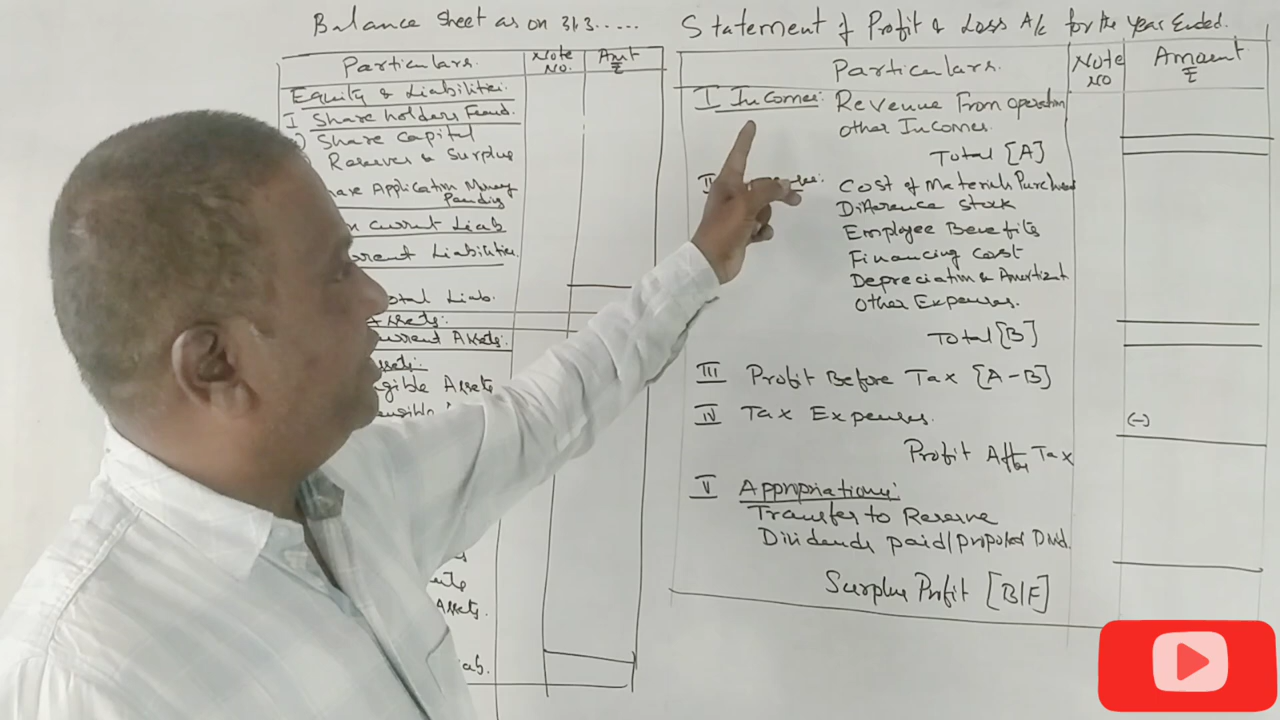 Balance Sheet as on 31.3......
Particulars.
Note No.
Amt ₹
Equity & Liabilities:
I Share holders Fund.
Share Capital
Reserves & Surplus
Application Money
Pending
Current Liab
Liabilities.
Liab.
Assets:
Current Assets:
Assets
Assets.
Statement of Profit & Loss A/c for the Year Ended.
Particulars.
Note No
Amount ₹
I Incomes: Revenue From operation
Other Incomes.
Total [A]
II Cost of Materials Purchased
Difference Stock
Employee Benefits
Financing Cost
Depreciation & Amortizat
Other Expenses.
Total [B]
III Profit Before Tax [A-B]
IV Tax Expenses. (-)
Profit After Tax
V Appropriations:
Transfer to Reserve
Dividends paid/proposed Divd.
Surplus Profit [B/F]